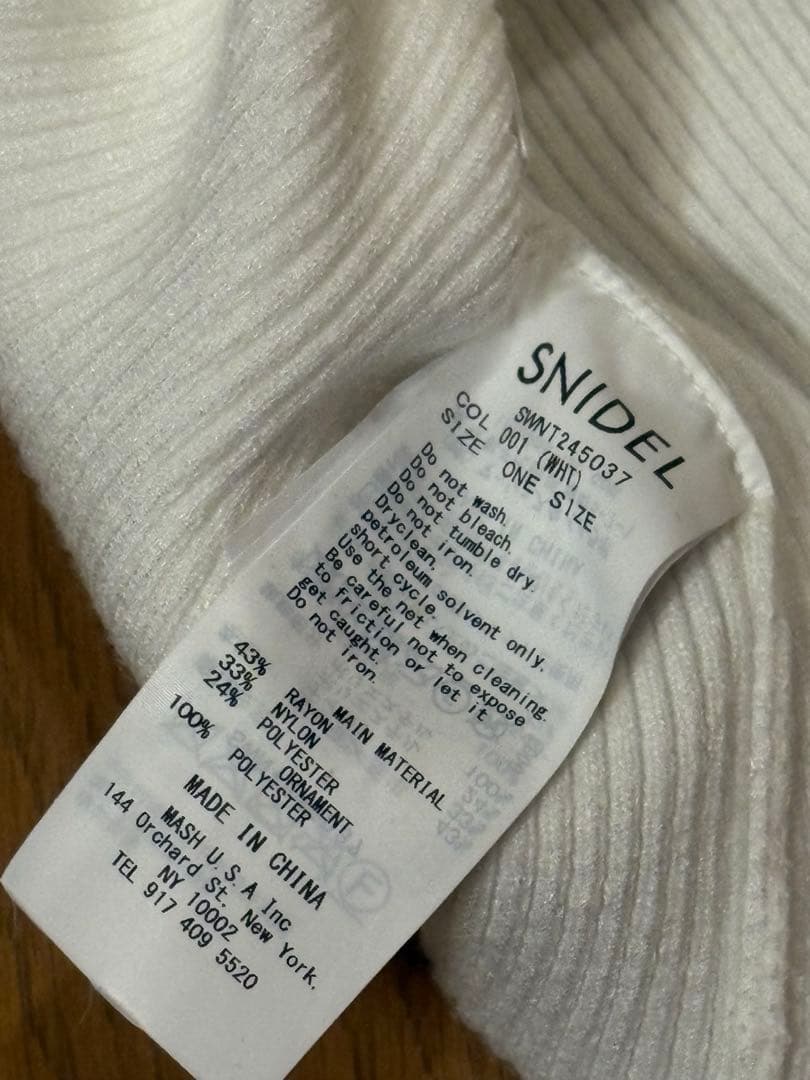 SNIDEL
SWNT245037
COL 001 (WHT)
SIZE ONE SIZE
Do not wash.
Do not bleach.
Do not tumble dry.
Do not iron.
Dryclean.
petroleum solvent only.
short cycle.
Use the net when cleaning.
Be careful not to expose
to friction or let it
get caught.
Do not iron.
MAIN MATERIAL
43% RAYON
33% NYLON
24% POLYESTER
ORNAMENT
100% POLYESTER
MADE IN CHINA
MASH U.S.A Inc
144 Orchard St. New York,
NY 10002
TEL 917 409 5520